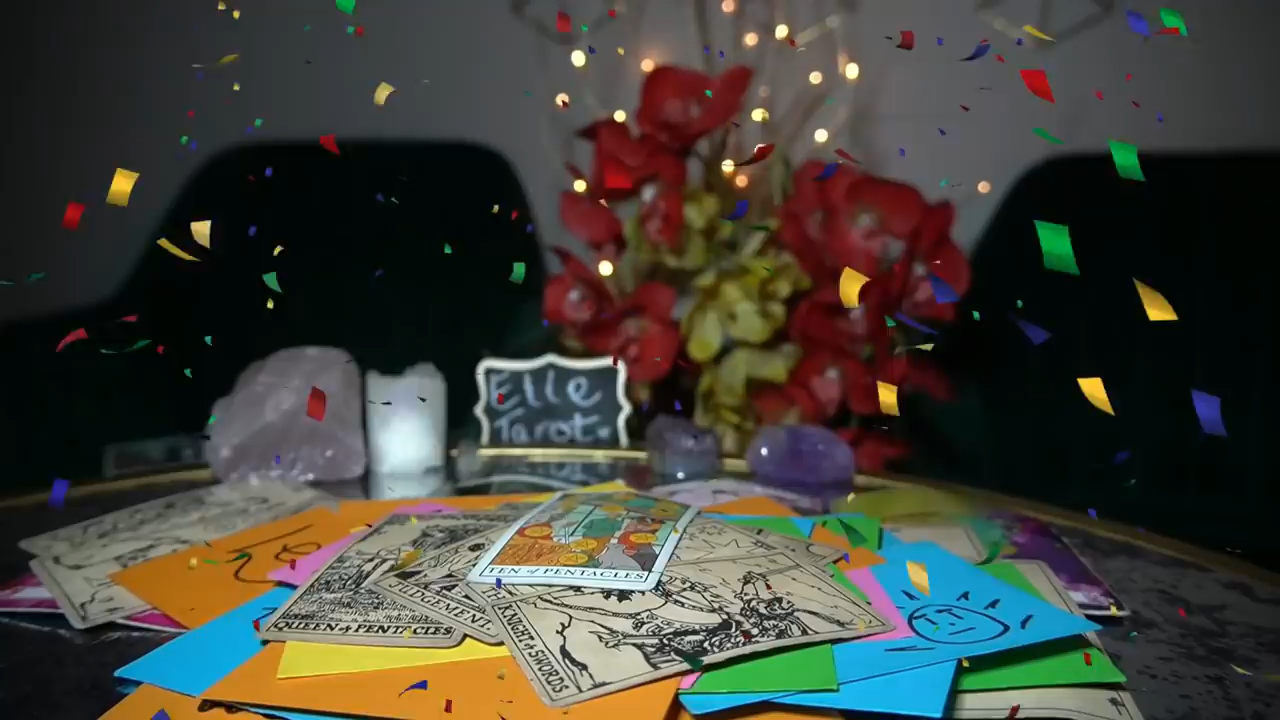 Elle
Tarot.
TEN of PENTACLES
QUEEN of PENTACLES
JUDGEMENT.
KNIGHT of SWORDS